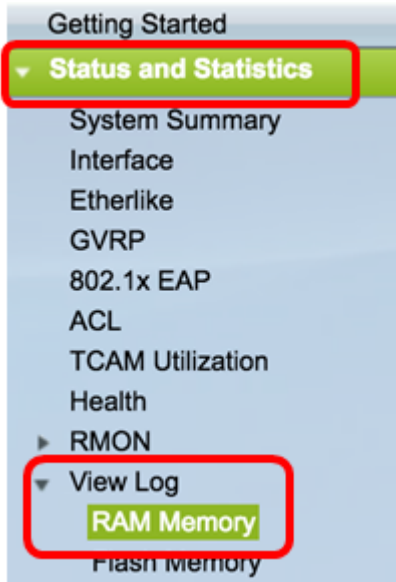 Getting Started
Status and Statistics
System Summary
Interface
Etherlike
GVRP
802.1x EAP
ACL
TCAM Utilization
Health
RMON
View Log
RAM Memory
Flash Memory